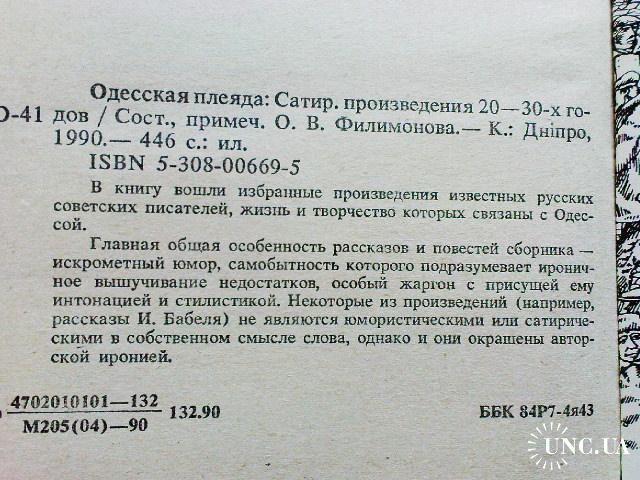 Одесская плеяда: Сатир. произведения 20—30-х го-
О-41 дов / Сост., примеч. О. В. Филимонова.— К.: Дніпро,
1990.— 446 с.: ил.
ISBN 5-308-00669-5
В книгу вошли избранные произведения известных русских
советских писателей, жизнь и творчество которых связаны с Одес-
сой.
Главная общая особенность рассказов и повестей сборника —
искрометный юмор, самобытность которого подразумевает иронич-
ное вышучивание недостатков, особый жаргон с присущей ему
интонацией и стилистикой. Некоторые из произведений (например,
рассказы И. Бабеля) не являются юмористическими или сатириче-
скими в собственном смысле слова, однако и они окрашены автор-
ской иронией.
4702010101—132
М205(04)—90
132.90
ББК 84Р7-4я43
UNC.UA